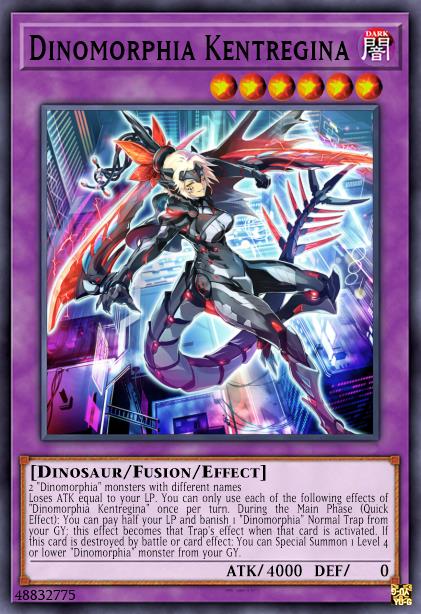 DINOMORPHIA KENTREGINA
DARK
闇
[DINOSAUR/FUSION/EFFECT]
2 "Dinomorphia" monsters with different names
Loses ATK equal to your LP. You can only use each of the following effects of
"Dinomorphia Kentregina" once per turn. During the Main Phase (Quick
Effect): You can pay half your LP and banish 1 "Dinomorphia" Normal Trap from
your GY; this effect becomes that Trap's effect when that card is activated. If
this card is destroyed by battle or card effect: You can Special Summon 1 Level 4
or lower "Dinomorphia" monster from your GY.
ATK/4000 DEF/ 0
48832775